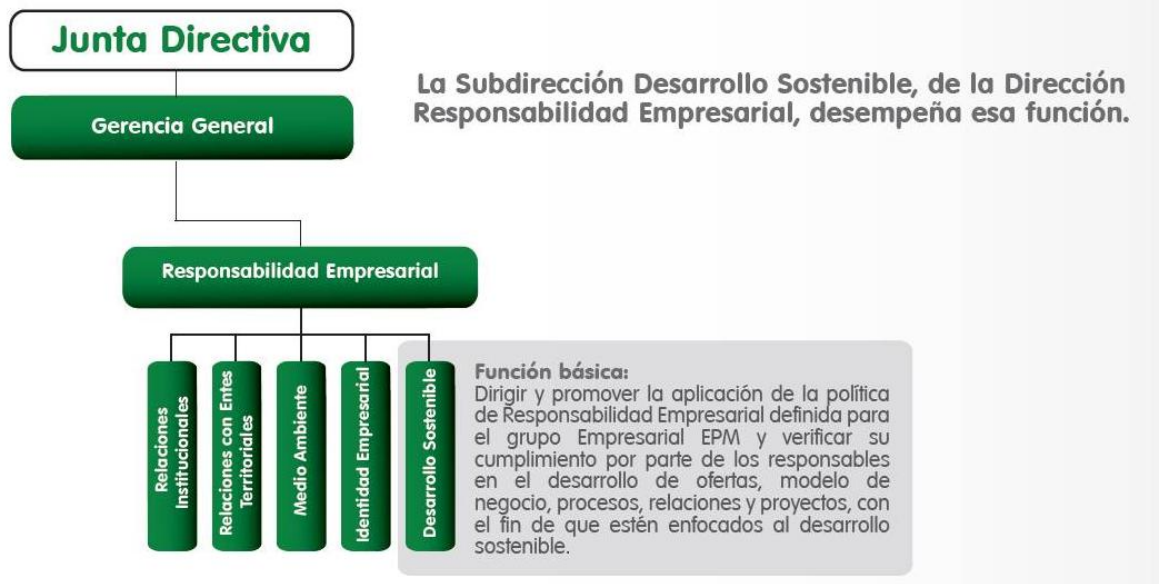 Junta Directiva
Gerencia General
La Subdirección Desarrollo Sostenible, de la Dirección
Responsabilidad Empresarial, desempeña esa función.
Responsabilidad Empresarial
Relaciones
Institucionales
Relaciones con Entes
Territoriales
Medio Ambiente
Identidad Empresarial
Desarrollo Sostenible
Función básica:
Dirigir y promover la aplicación de la política
de Responsabilidad Empresarial definida para
el grupo Empresarial EPM y verificar su
cumplimiento por parte de los responsables
en el desarrollo de ofertas, modelo de
negocio, procesos, relaciones y proyectos, con
el fin de que estén enfocados al desarrollo
sostenible.